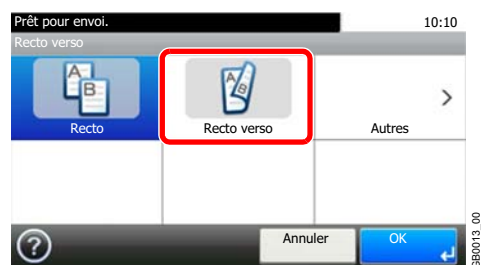 Prêt pour envoi. 10:10
Recto verso
A B
A B
Recto
Recto verso
Autres
?
Annuler
OK
GB0013_00